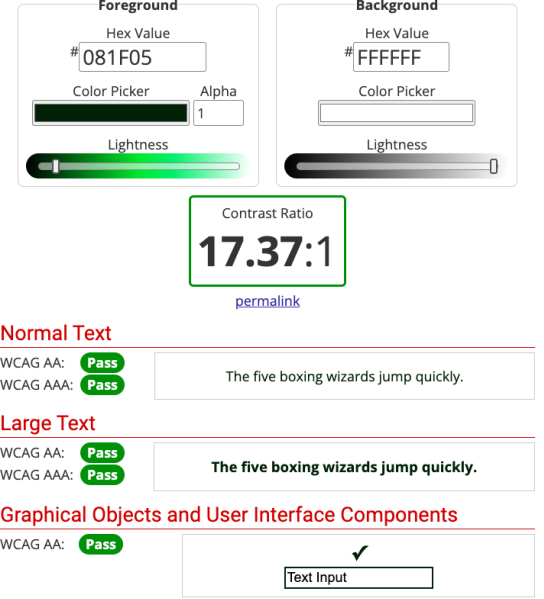 Foreground
Background
Hex Value
Hex Value
#081F05
#FFFFFF
Color Picker Alpha
Color Picker
1
Lightness
Lightness
Contrast Ratio
17.37:1
permalink
Normal Text
WCAG AA: Pass
WCAG AAA: Pass
The five boxing wizards jump quickly.
Large Text
WCAG AA: Pass
WCAG AAA: Pass
The five boxing wizards jump quickly.
Graphical Objects and User Interface Components
WCAG AA: Pass
✔
Text Input